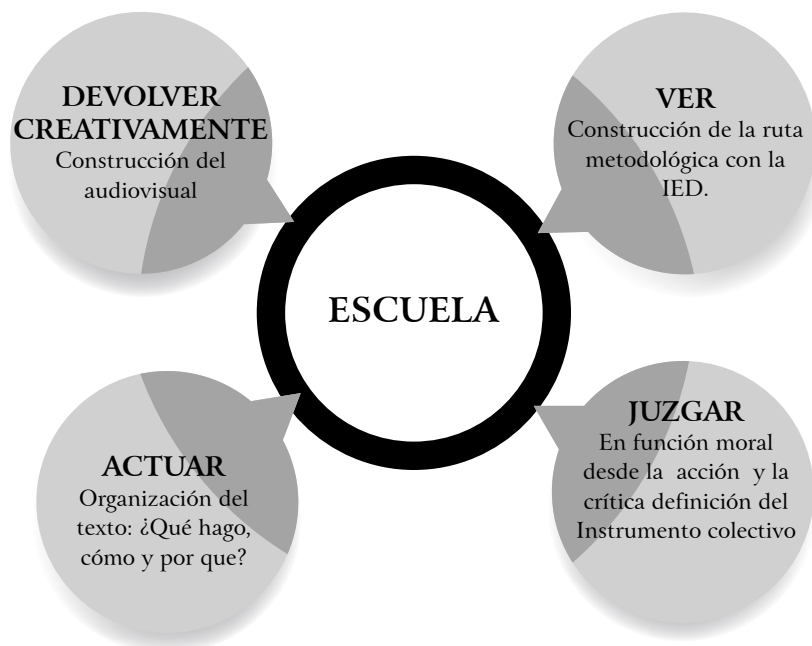 DEVOLVER
CREATIVAMENTE
Construcción del
audiovisual
VER
Construcción de la ruta
metodológica con la
IED.
ESCUELA
ACTUAR
Organización del
texto: ¿Qué hago,
cómo y por que?
JUZGAR
En función moral
desde la acción y la
crítica definición del
Instrumento colectivo